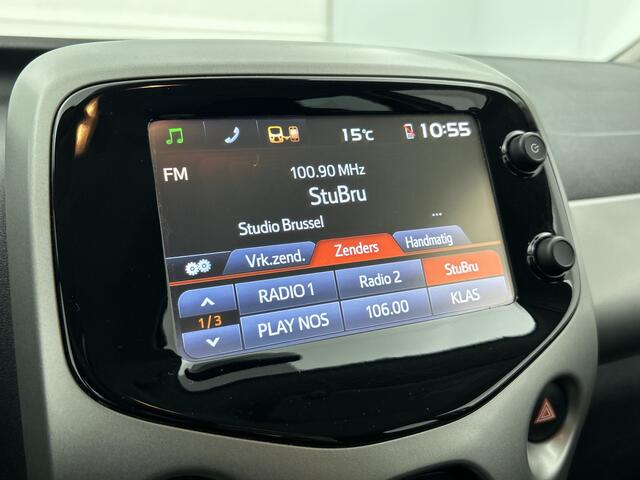 15℃ 10:55
FM 100.90 MHz
StuBru
Studio Brussel ...
Vrk.zend. Zenders Handmatig
RADIO 1 Radio 2 StuBru
1/3
PLAY NOS 106.00 KLAS